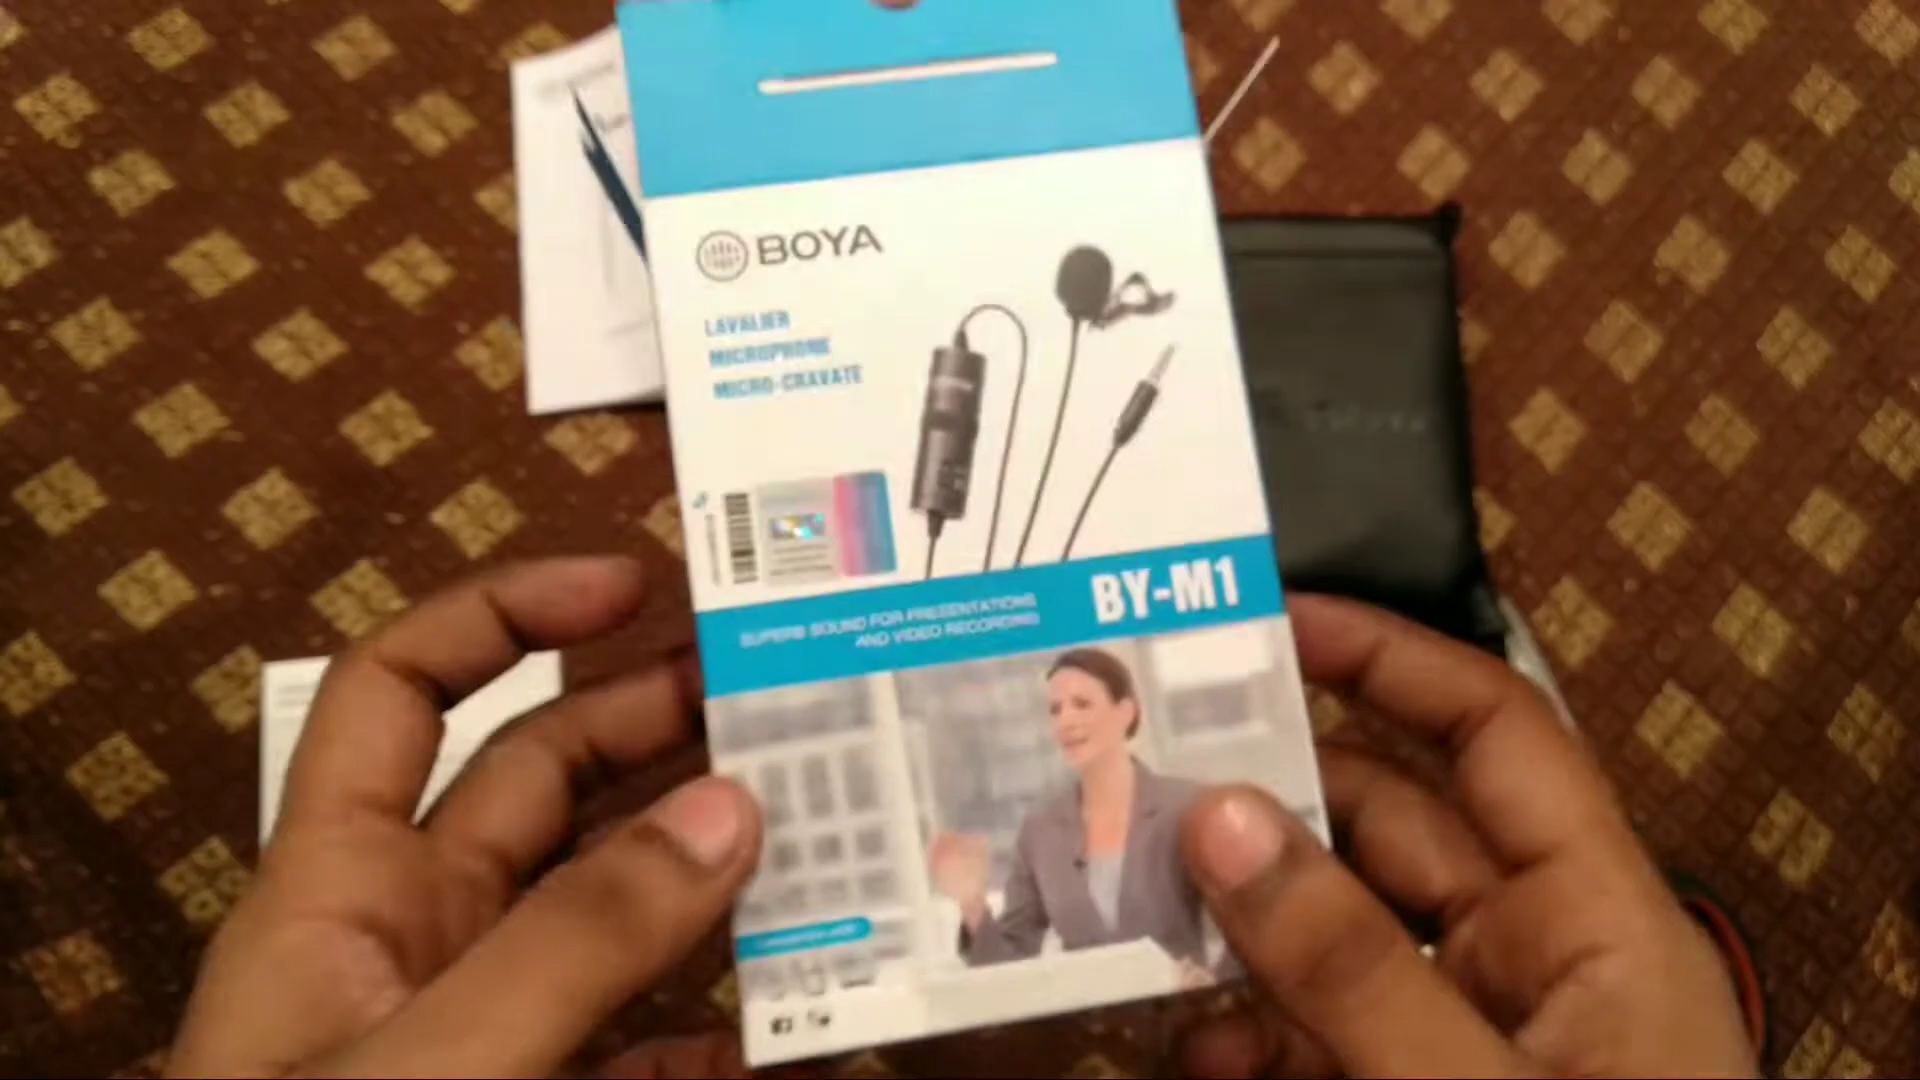 BOYA
LAVALIER
MICROPHONE
MICRO-CRAVATE
SUPERB SOUND FOR PRESENTATIONS
AND VIDEO RECORDING
BY-M1